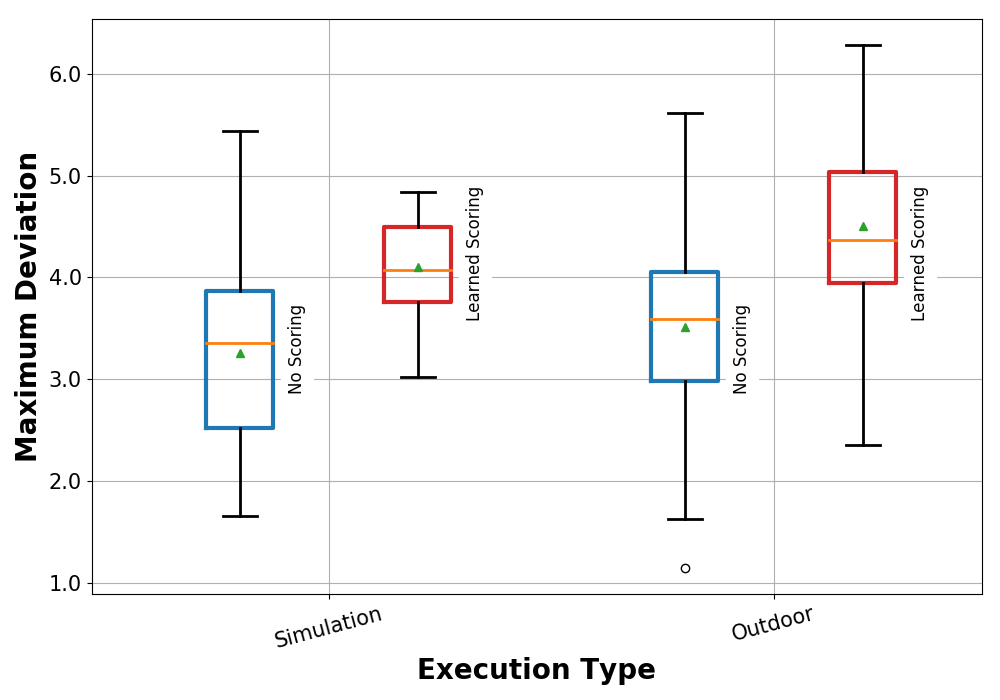 Maximum Deviation
6.0
5.0
4.0
3.0
2.0
1.0
No Scoring
Learned Scoring
No Scoring
Learned Scoring
Simulation
Outdoor
Execution Type